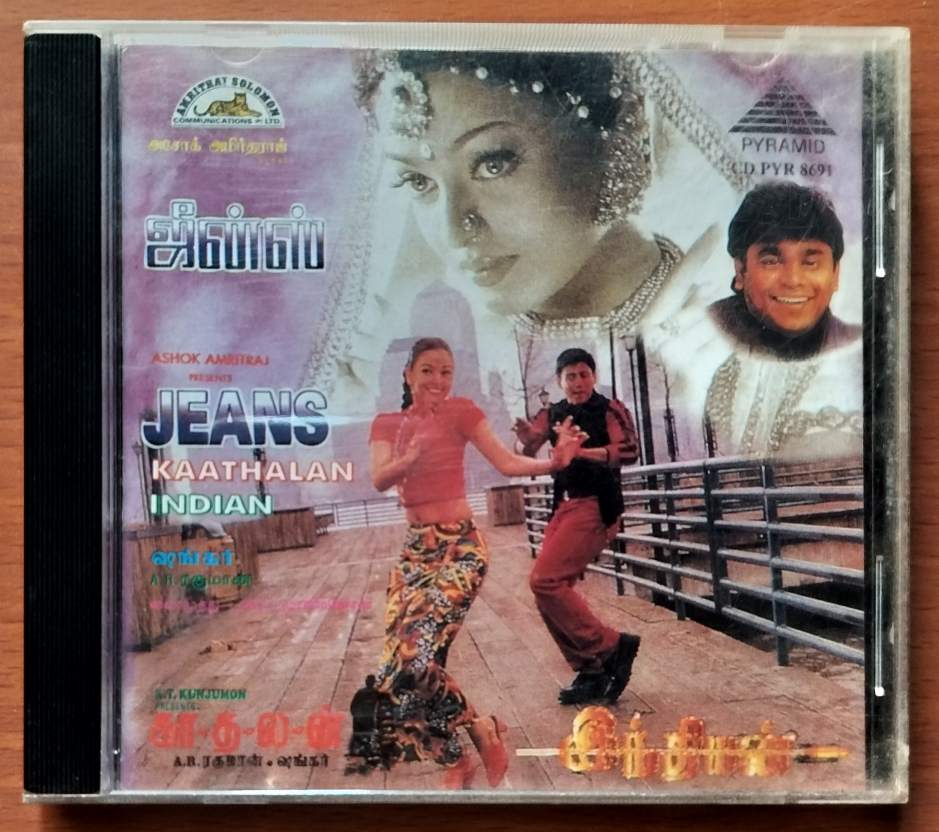 AMRITRAJ SOLOMON
COMMUNICATIONS
LTD.
அசோக் அமிர்தராஜ்
PYRAMID
CD PYR 8691
ஜீன்ஸ்
ASHOK AMRITRAJ
PRESENTS
JEANS
KAATHALAN
INDIAN
ஷங்கர்
A.R. ரகுமான்
K.T. KUNJUMON
PRESENTS
கா-த-ல-ன்
A.R. ரகுமான் • ஷங்கர்
இந்தியன்